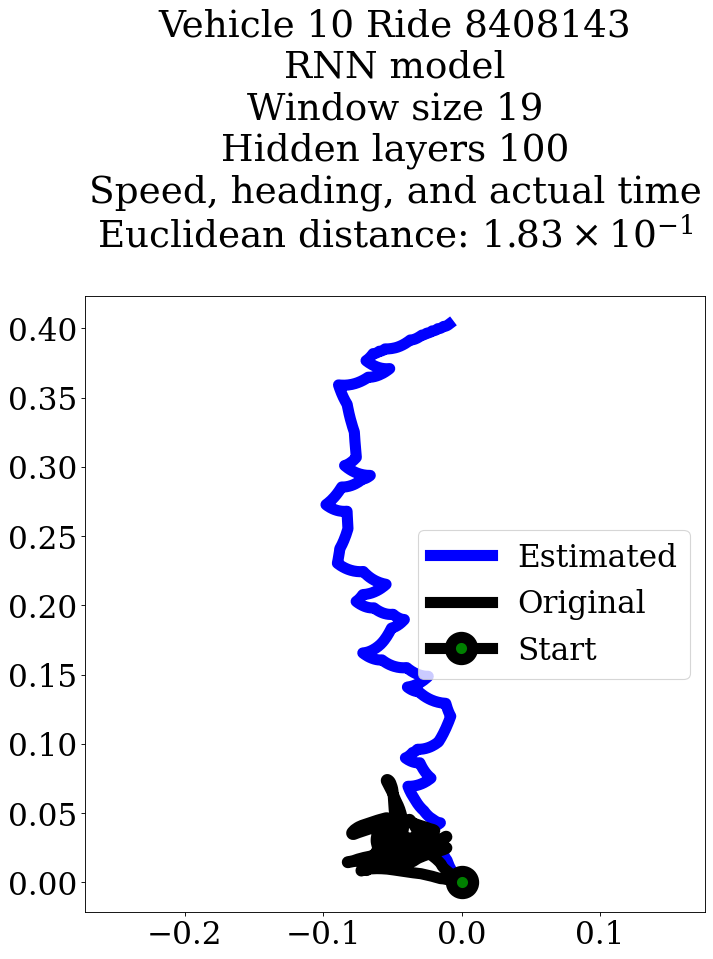 Vehicle 10 Ride 8408143
RNN model
Window size 19
Hidden layers 100
Speed, heading, and actual time
Euclidean distance: 1.83 × 10⁻¹
0.40
0.35
0.30
0.25
0.20
0.15
0.10
0.05
0.00
Estimated
Original
Start
−0.2 −0.1 0.0 0.1